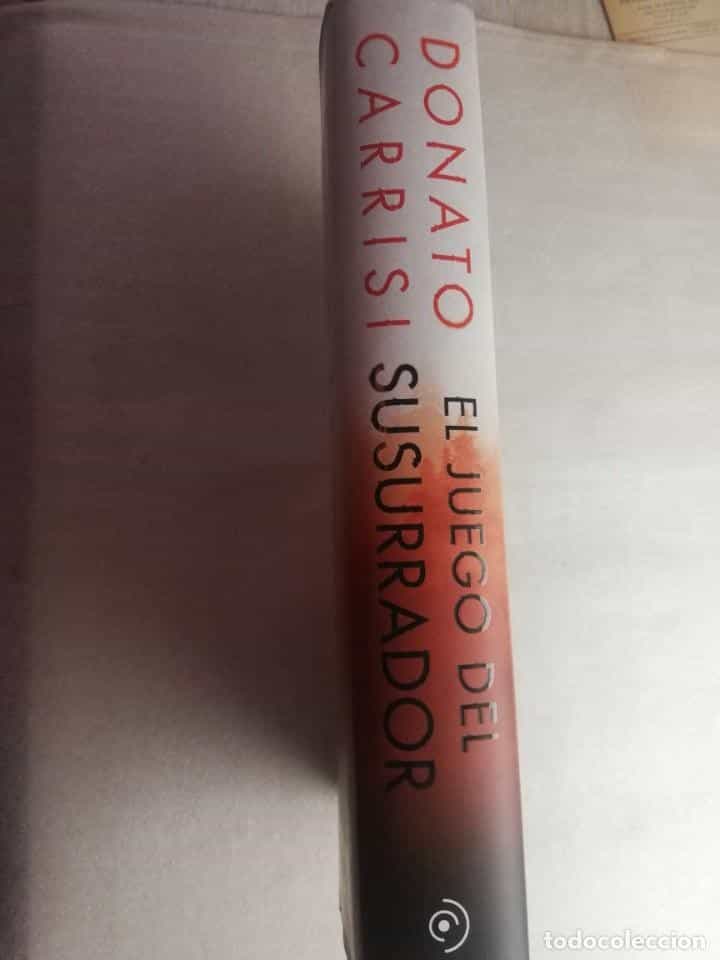 DONATO
CARRISI
EL JUEGO DEL
SUSURRADOR
todocoleccion